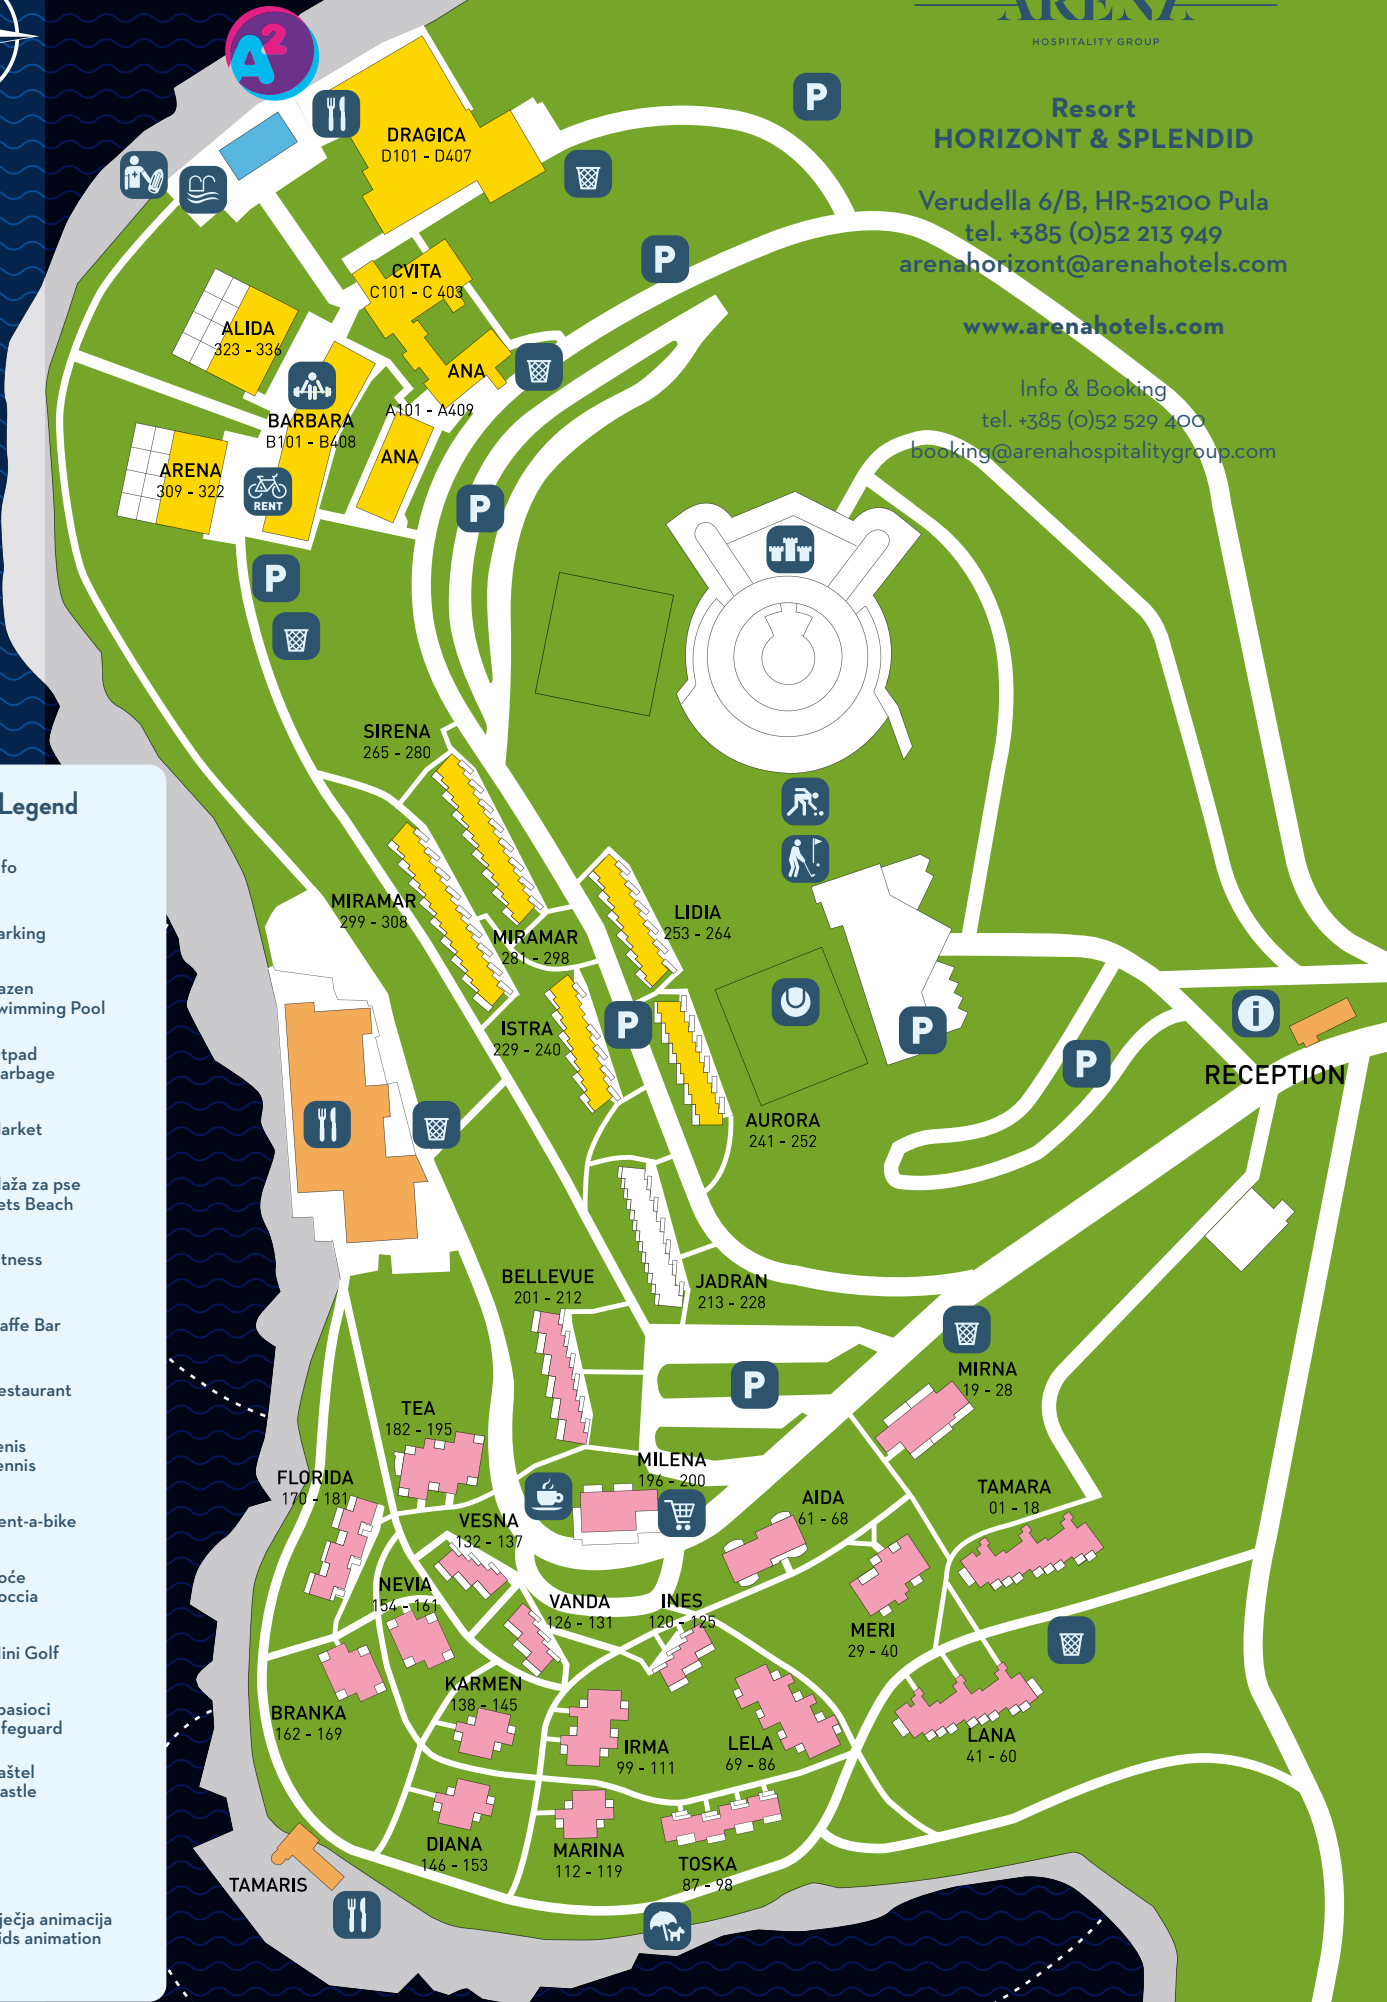 ARENA
HOSPITALITY GROUP
Resort
HORIZONT & SPLENDID
Verudella 6/B, HR-52100 Pula
tel. +385 (0)52 213 949
arenahorizont@arenahotels.com
www.arenahotels.com
Info & Booking
tel. +385 (0)52 529 400
booking@arenahospitalitygroup.com
A2
P
DRAGICA
D101 - D407
P
CVITA
C101 - C 403
ALIDA
323 - 336
ANA
A101 - A409
BARBARA
B101 - B408
ANA
ARENA
309 - 322
RENT
P
P
SIRENA
265 - 280
MIRAMAR
299 - 308
MIRAMAR
281 - 298
LIDIA
253 - 264
ISTRA
229 - 240
P
P
P
i
RECEPTION
AURORA
241 - 252
BELLEVUE
201 - 212
JADRAN
213 - 228
P
MIRNA
19 - 28
TEA
182 - 195
FLORIDA
170 - 181
MILENA
196 - 200
TAMARA
01 - 18
AIDA
61 - 68
VESNA
132 - 137
NEVIA
154 - 161
VANDA
126 - 131
INES
120 - 125
MERI
29 - 40
KARMEN
138 - 145
BRANKA
162 - 169
IRMA
99 - 111
LELA
69 - 86
LANA
41 - 60
DIANA
146 - 153
MARINA
112 - 119
TOSKA
87 - 98
TAMARIS
Legend
fo
arking
azen
wimming Pool
tpad
arbage
arket
laža za pse
ets Beach
tness
affe Bar
estaurant
enis
ennis
ent-a-bike
oće
occia
ini Golf
pasioci
feguard
aštel
astle
ječja animacija
ids animation